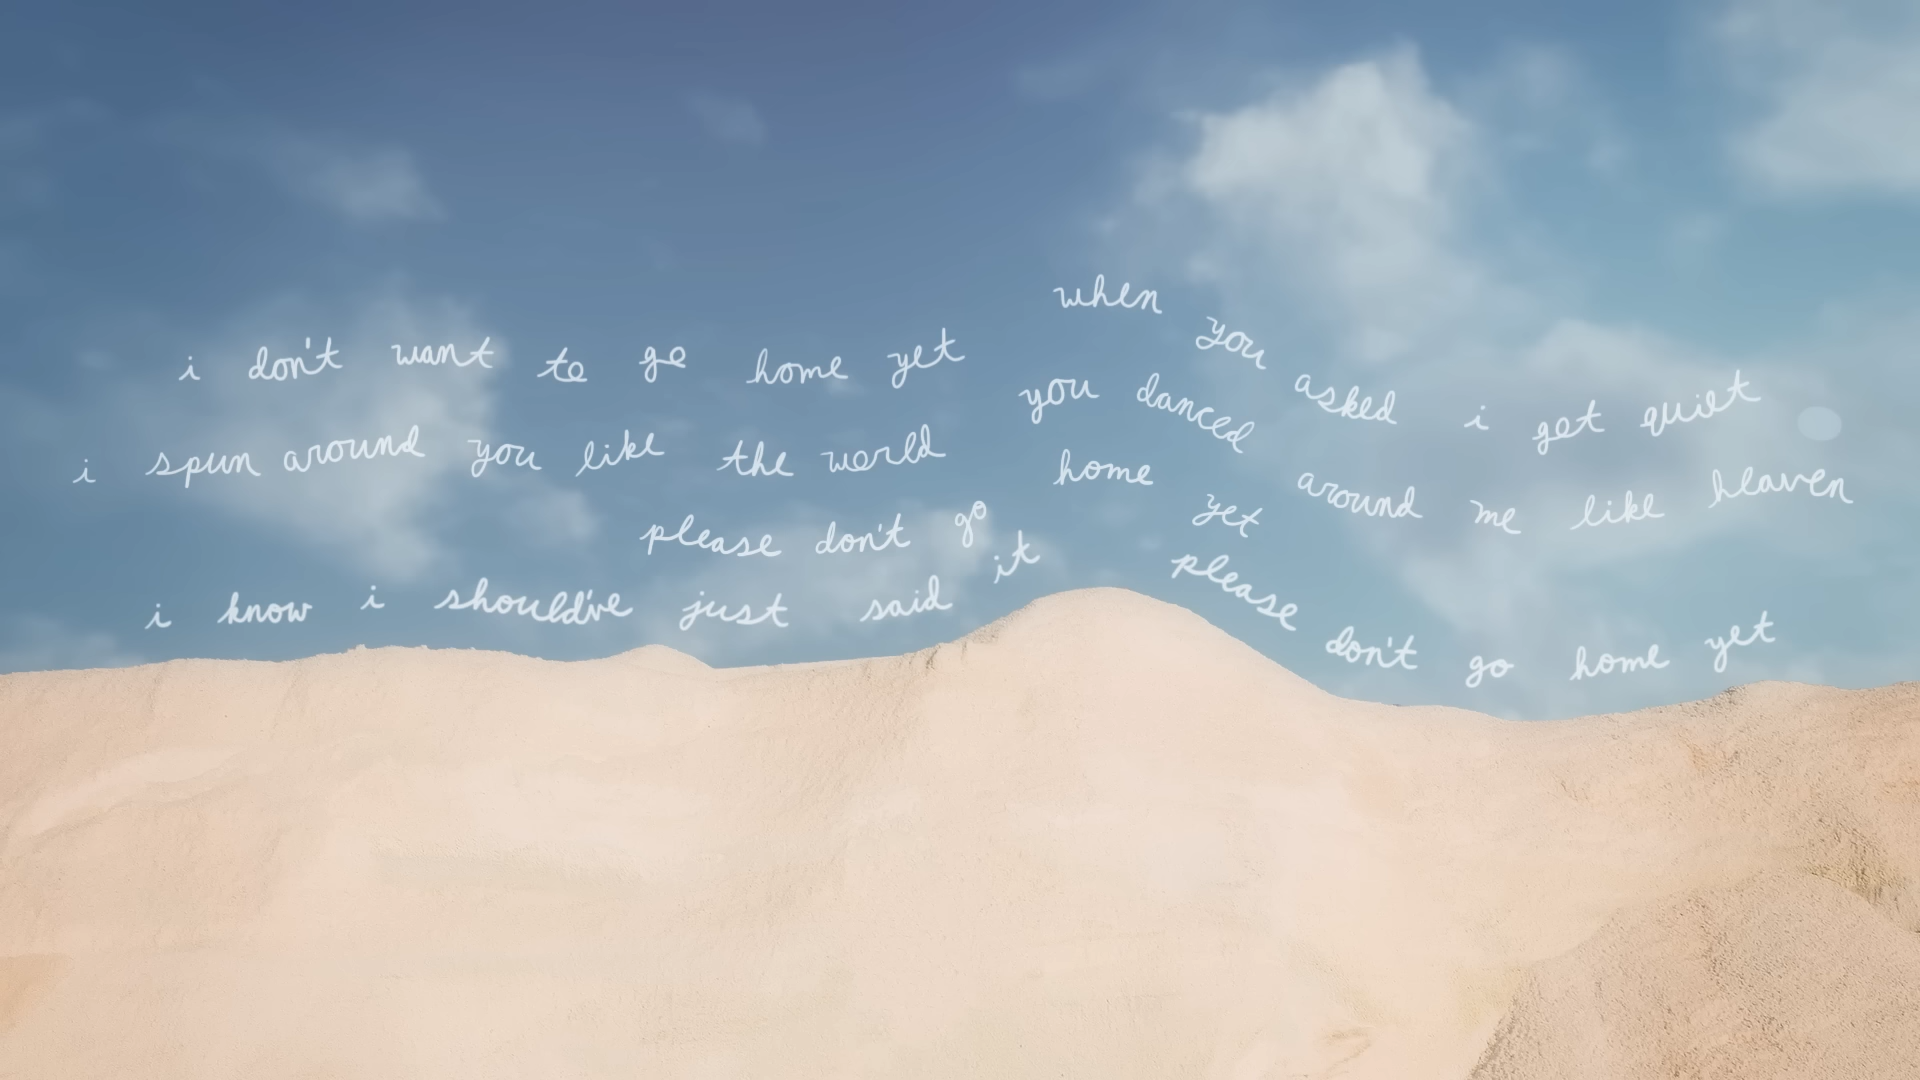 i don't want to go home yet when you asked i get quiet
i spun around you like the world you danced around me like heaven
please don't go home yet
i know i should've just said it please don't go home yet